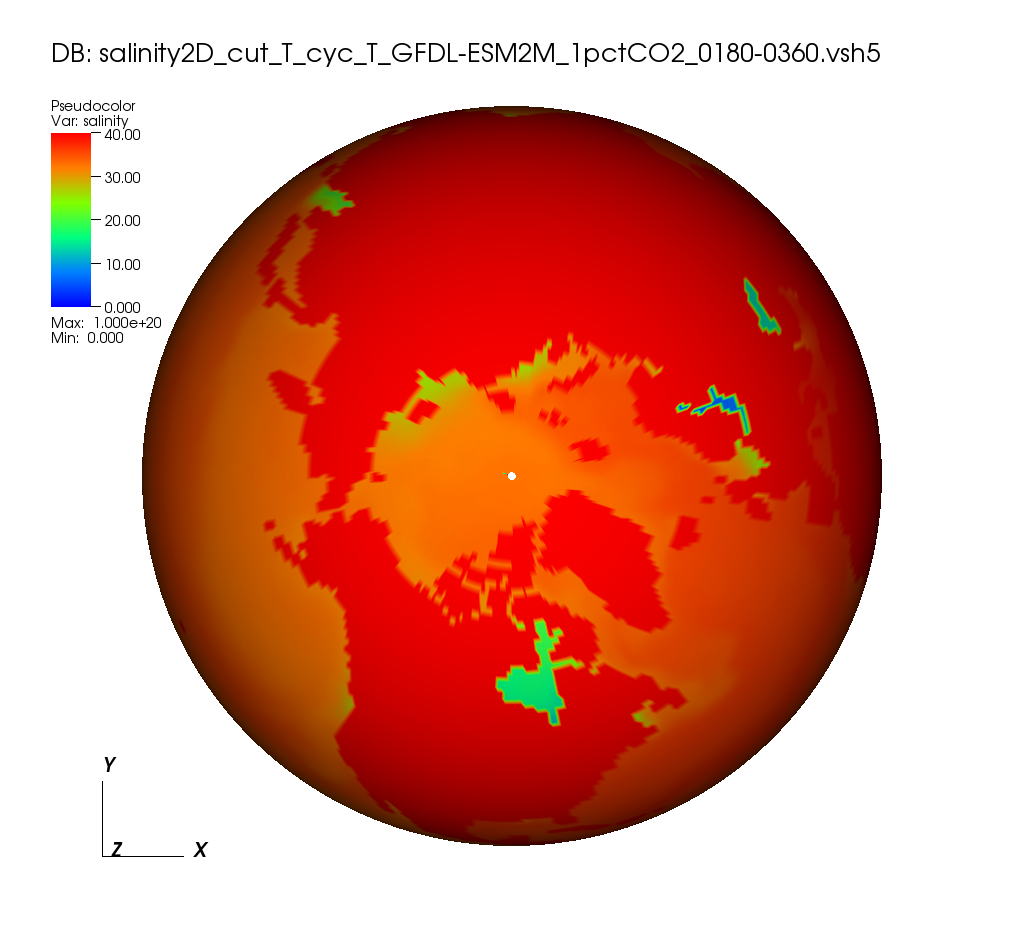 DB: salinity2D_cut_T_cyc_T_GFDL-ESM2M_1pctCO2_0180-0360.vsh5
Pseudocolor
Var: salinity
40.00
30.00
20.00
10.00
0.000
Max: 1.000e+20
Min: 0.000
Y
Z
X